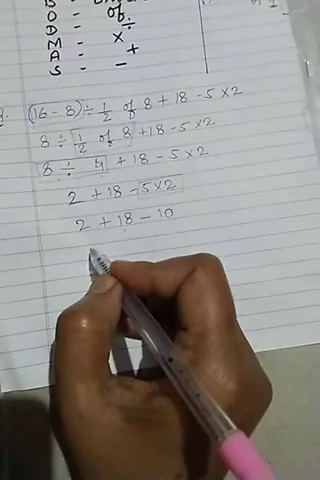 O - Of
D - ÷
M - ×
A - +
S - -
(16 - 8) ÷ 1/2 of 8 + 18 - 5 × 2
8 ÷ 1/2 of 8 + 18 - 5 × 2
8 ÷ 4 + 18 - 5 × 2
2 + 18 - 5 × 2
2 + 18 - 10